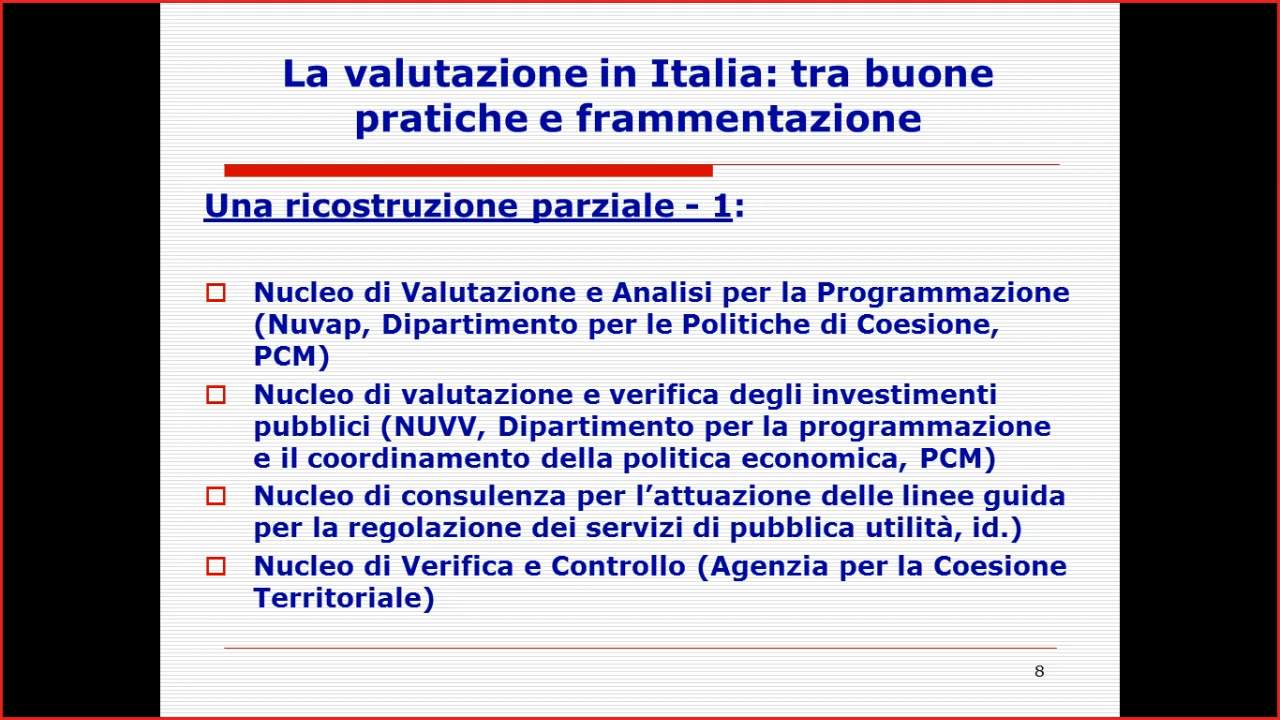 La valutazione in Italia: tra buone
pratiche e frammentazione
Una ricostruzione parziale - 1:
Nucleo di Valutazione e Analisi per la Programmazione
(Nuvap, Dipartimento per le Politiche di Coesione,
PCM)
Nucleo di valutazione e verifica degli investimenti
pubblici (NUVV, Dipartimento per la programmazione
e il coordinamento della politica economica, PCM)
Nucleo di consulenza per l’attuazione delle linee guida
per la regolazione dei servizi di pubblica utilità, id.)
Nucleo di Verifica e Controllo (Agenzia per la Coesione
Territoriale)
8